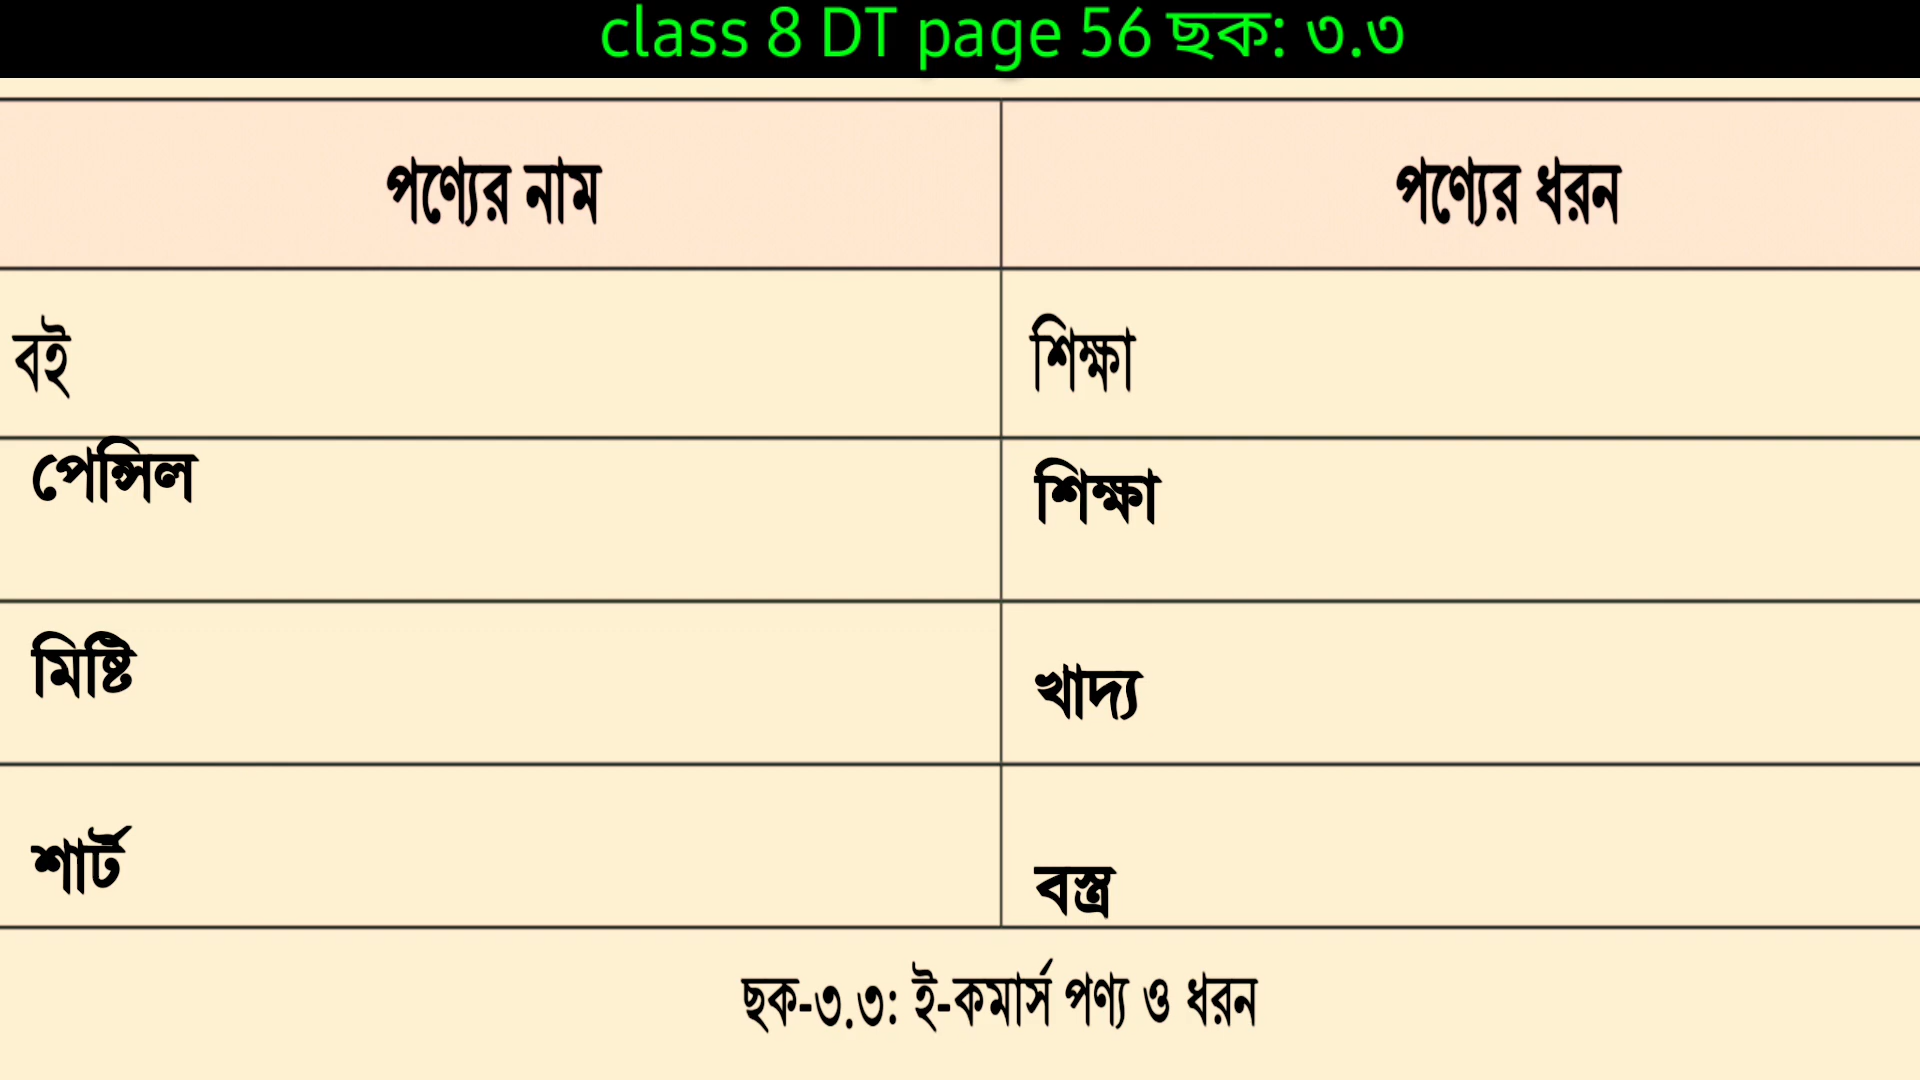 class 8 DT page 56 ছক: ৩.৩
পণ্যের নাম পণ্যের ধরন
বই শিক্ষা
পেন্সিল শিক্ষা
মিষ্টি খাদ্য
শার্ট বস্ত্র
ছক-৩.৩: ই-কমার্স পণ্য ও ধরন